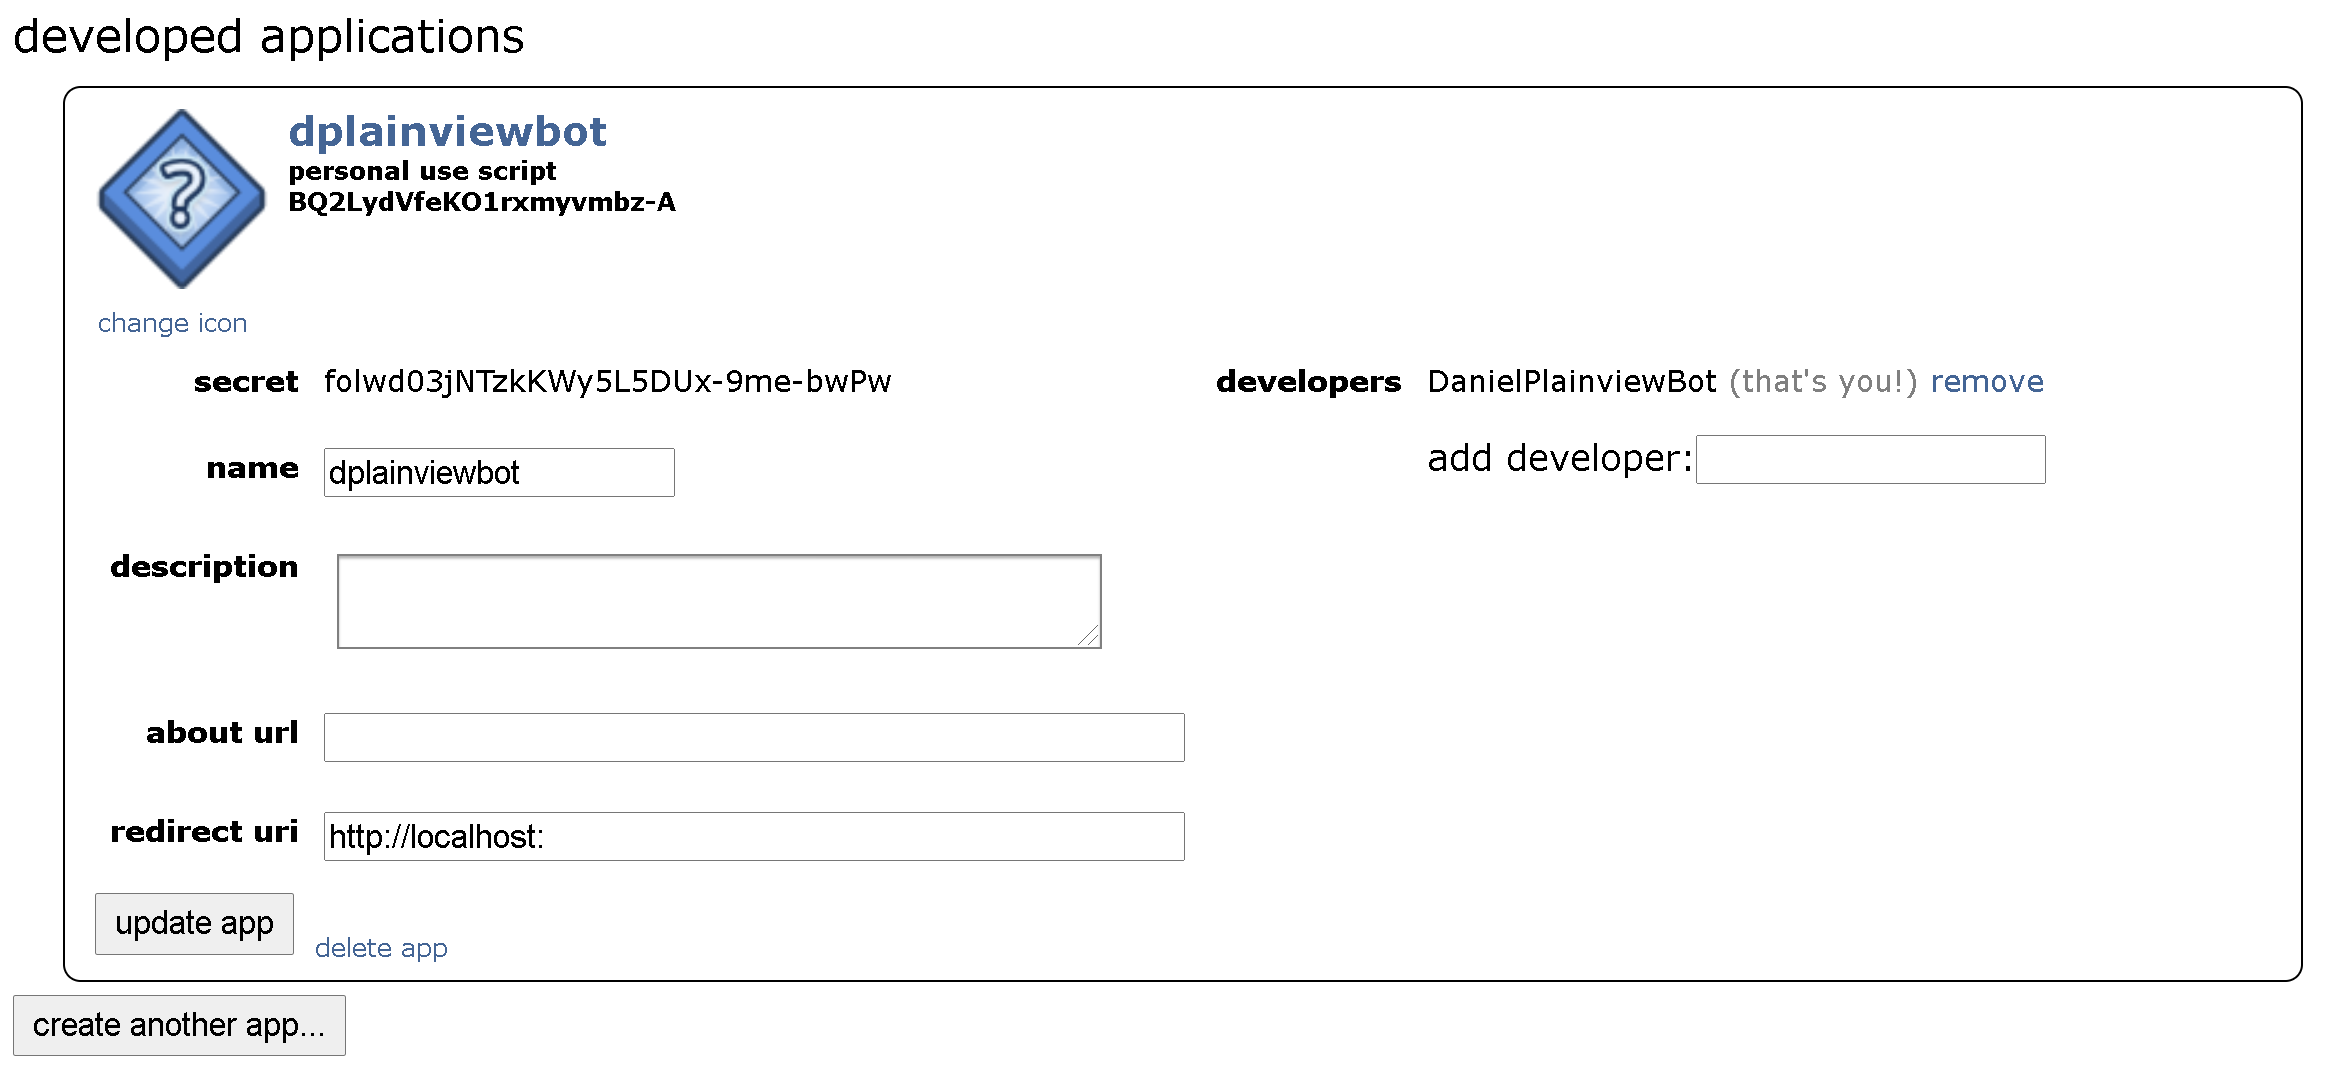 developed applications
?
dplainviewbot
personal use script
BQ2LydVfeKO1rxmyvmbz-A
change icon
secret folwd03jNTzkKWy5L5DUx-9me-bwPw
developers DanielPlainviewBot (that's you!) remove
name dplainviewbot
add developer:
description
about url
redirect uri http://localhost:
update app
delete app
create another app...